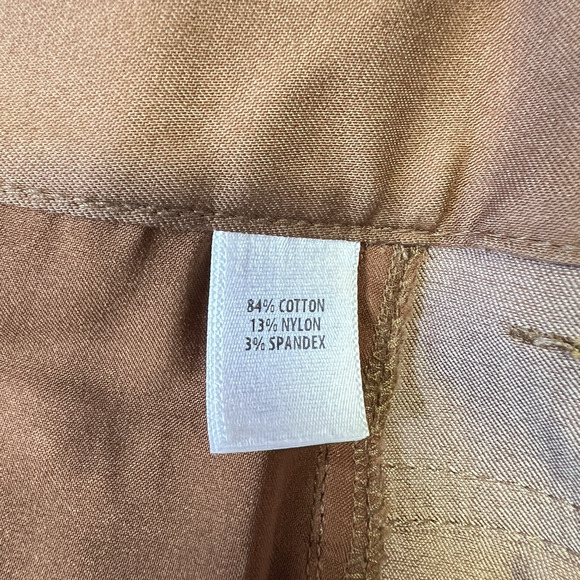 84% COTTON
13% NYLON
3% SPANDEX